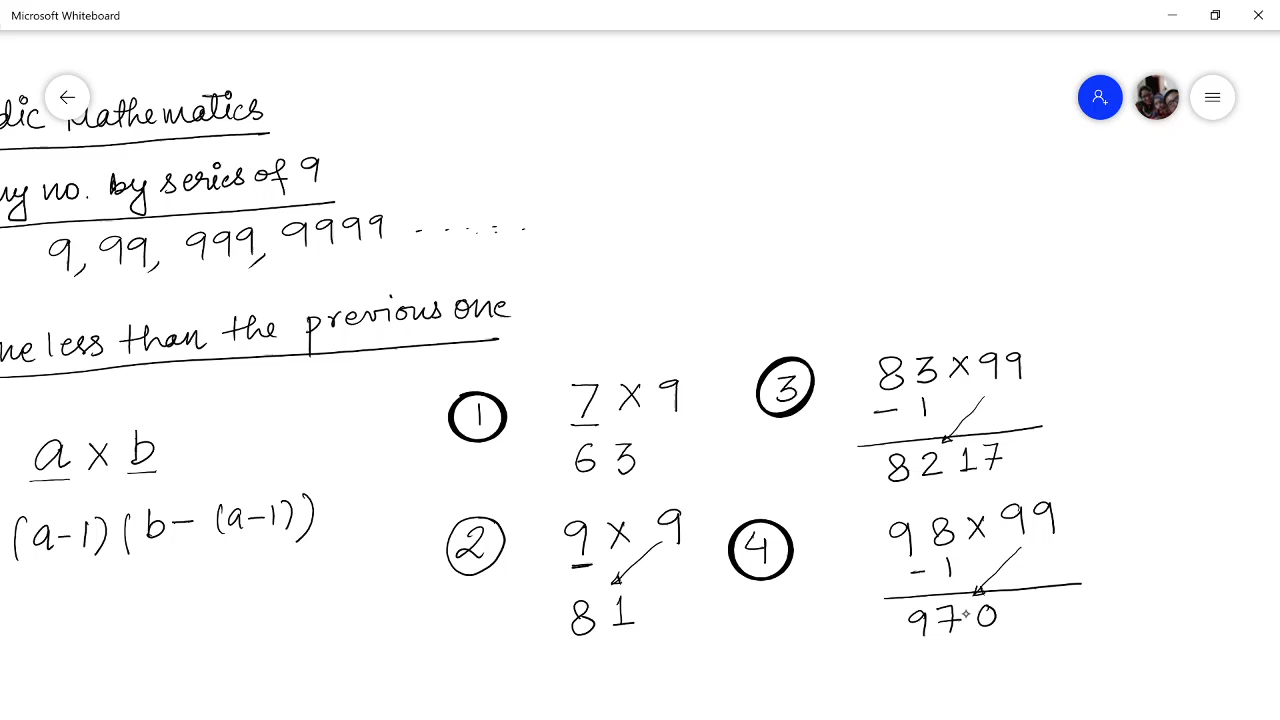 Microsoft Whiteboard
dic Mathematics
ny no. by series of 9
9, 99, 999, 9999 ......
ne less than the previous one
a × b
(a-1) (b - (a-1))
1
7 × 9
63
2
9 × 9
81
3
83 × 99
- 1
8217
4
98 × 99
- 1
970